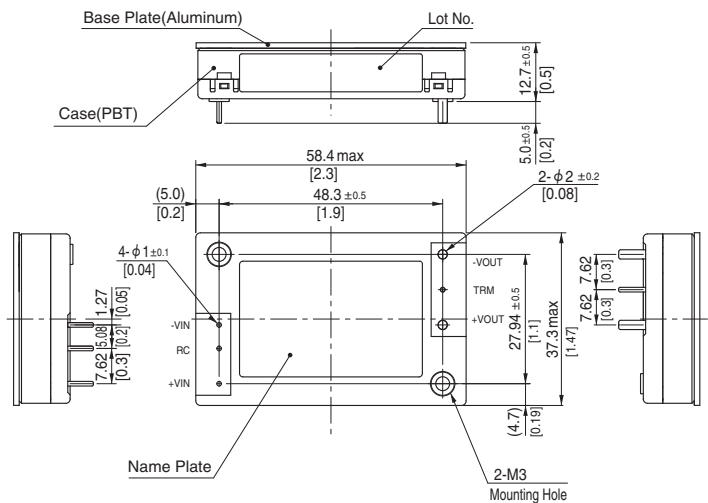 Base Plate(Aluminum)
Lot No.
Case(PBT)
12.7 ±0.5
[0.5]
5.0±0.5
[0.2]
58.4 max
[2.3]
(5.0)
[0.2]
48.3 ±0.5
[1.9]
2-ϕ2 ±0.2
[0.08]
4-ϕ1±0.1
[0.04]
-VOUT
TRM
+VOUT
-VIN
RC
+VIN
1.27
[0.05]
5.08
[0.2]
7.62
[0.3]
27.94 ±0.5
[1.1]
37.3 max
[1.47]
(4.7)
[0.19]
7.62
[0.3]
7.62
[0.3]
Name Plate
2-M3
Mounting Hole